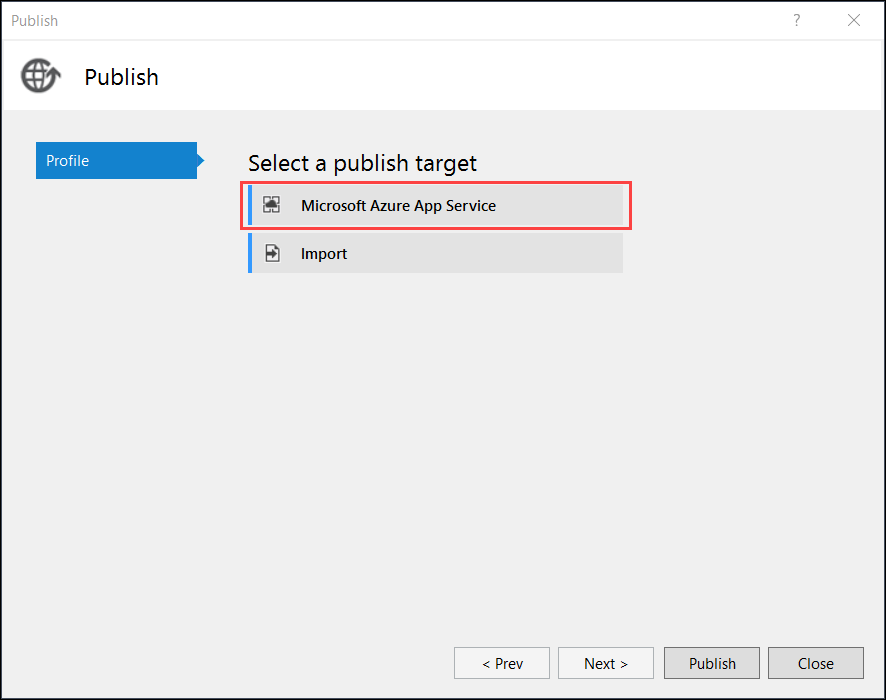 Publish
?
Publish
Profile
Select a publish target
Microsoft Azure App Service
Import
< Prev
Next >
Publish
Close